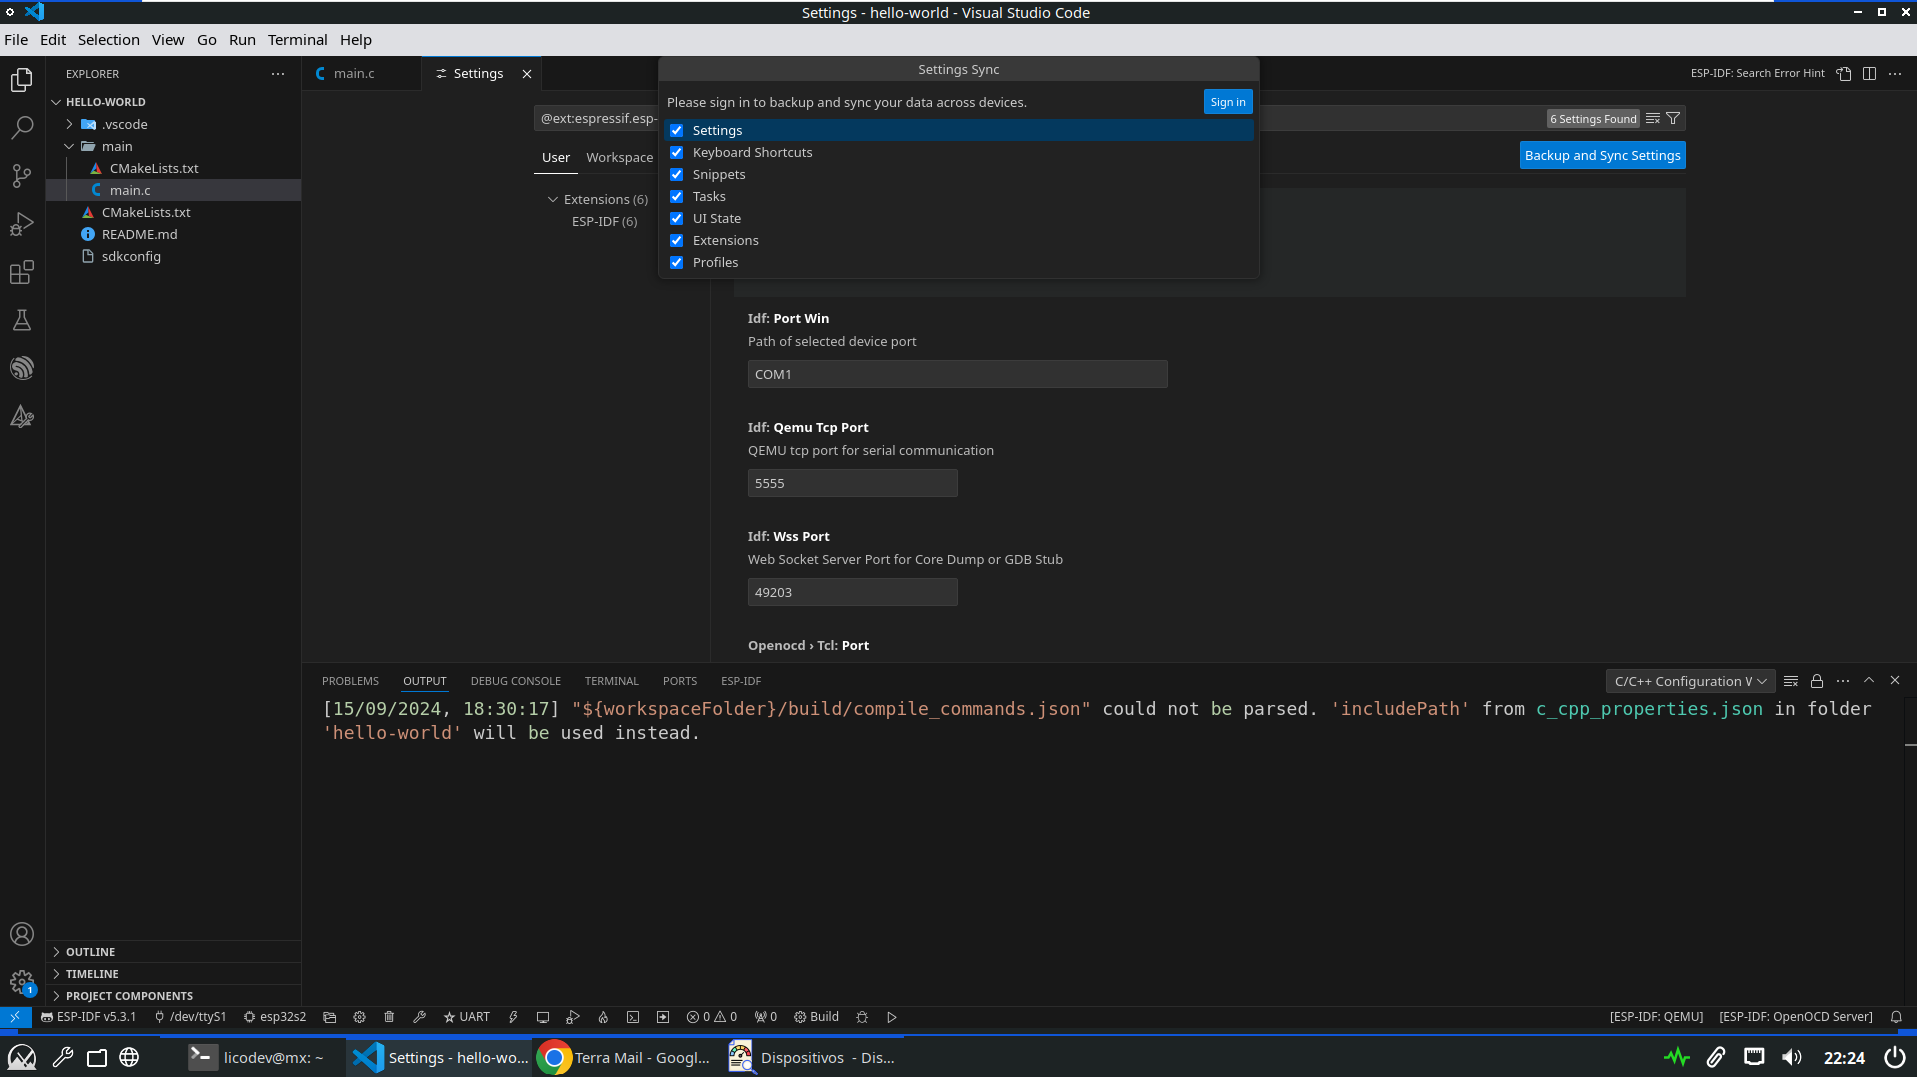 Settings - hello-world - Visual Studio Code
File Edit Selection View Go Run Terminal Help
EXPLORER
main.c
Settings
ESP-IDF: Search Error Hint
HELLO-WORLD
.vscode
main
CMakeLists.txt
main.c
CMakeLists.txt
README.md
sdkconfig
Settings Sync
Please sign in to backup and sync your data across devices.
Sign in
Settings
Keyboard Shortcuts
Snippets
Tasks
UI State
Extensions
Profiles
@ext:espressif.esp-
6 Settings Found
User Workspace
Backup and Sync Settings
Extensions (6)
ESP-IDF (6)
Idf: Port Win
Path of selected device port
COM1
Idf: Qemu Tcp Port
QEMU tcp port for serial communication
5555
Idf: Wss Port
Web Socket Server Port for Core Dump or GDB Stub
49203
Openocd › Tcl: Port
PROBLEMS OUTPUT DEBUG CONSOLE TERMINAL PORTS ESP-IDF
C/C++ Configuration W
[15/09/2024, 18:30:17] "${workspaceFolder}/build/compile_commands.json" could not be parsed. 'includePath' from c_cpp_properties.json in folder
'hello-world' will be used instead.
OUTLINE
TIMELINE
PROJECT COMPONENTS
1
ESP-IDF v5.3.1 /dev/ttyS1 esp32s2 UART 0 0 0 Build [ESP-IDF: QEMU] [ESP-IDF: OpenOCD Server]
licodev@mx: ~ Settings - hello-wo... Terra Mail - Googl... Dispositivos - Dis... 22:24